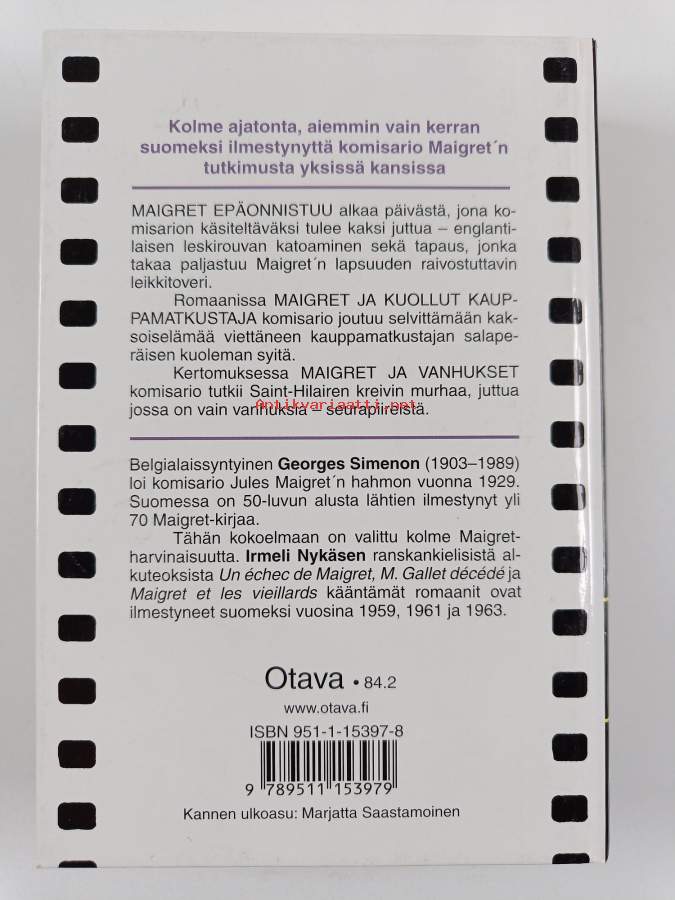 Kolme ajatonta, aiemmin vain kerran
suomeksi ilmestynyttä komisario Maigret´n
tutkimusta yksissä kansissa
MAIGRET EPÄONNISTUU alkaa päivästä, jona ko-
misarion käsiteltäväksi tulee kaksi juttua – englanti-
laisen leskirouvan katoaminen sekä tapaus, jonka
takaa paljastuu Maigret´n lapsuuden raivostuttavin
leikkitoveri.
Romaanissa MAIGRET JA KUOLLUT KAUP-
PAMATKUSTAJA komisario joutuu selvittämään kak-
soiselämää viettäneen kauppamatkustajan salape-
räisen kuoleman syitä.
Kertomuksessa MAIGRET JA VANHUKSET
komisario tutkii Saint-Hilairen kreivin murhaa, juttua
jossa on vain vanhuksia – seurapiireistä.
Antikvariaatti.net
Belgialaissyntyinen Georges Simenon (1903–1989)
loi komisario Jules Maigret´n hahmon vuonna 1929.
Suomessa on 50-luvun alusta lähtien ilmestynyt yli
70 Maigret-kirjaa.
Tähän kokoelmaan on valittu kolme Maigret-
harvinaisuutta. Irmeli Nykäsen ranskankielisistä al-
kuteoksista Un échec de Maigret, M. Gallet décédé ja
Maigret et les vieillards kääntämät romaanit ovat
ilmestyneet suomeksi vuosina 1959, 1961 ja 1963.
Otava • 84.2
www.otava.fi
ISBN 951-1-15397-8
9 789511 153979
Kannen ulkoasu: Marjatta Saastamoinen